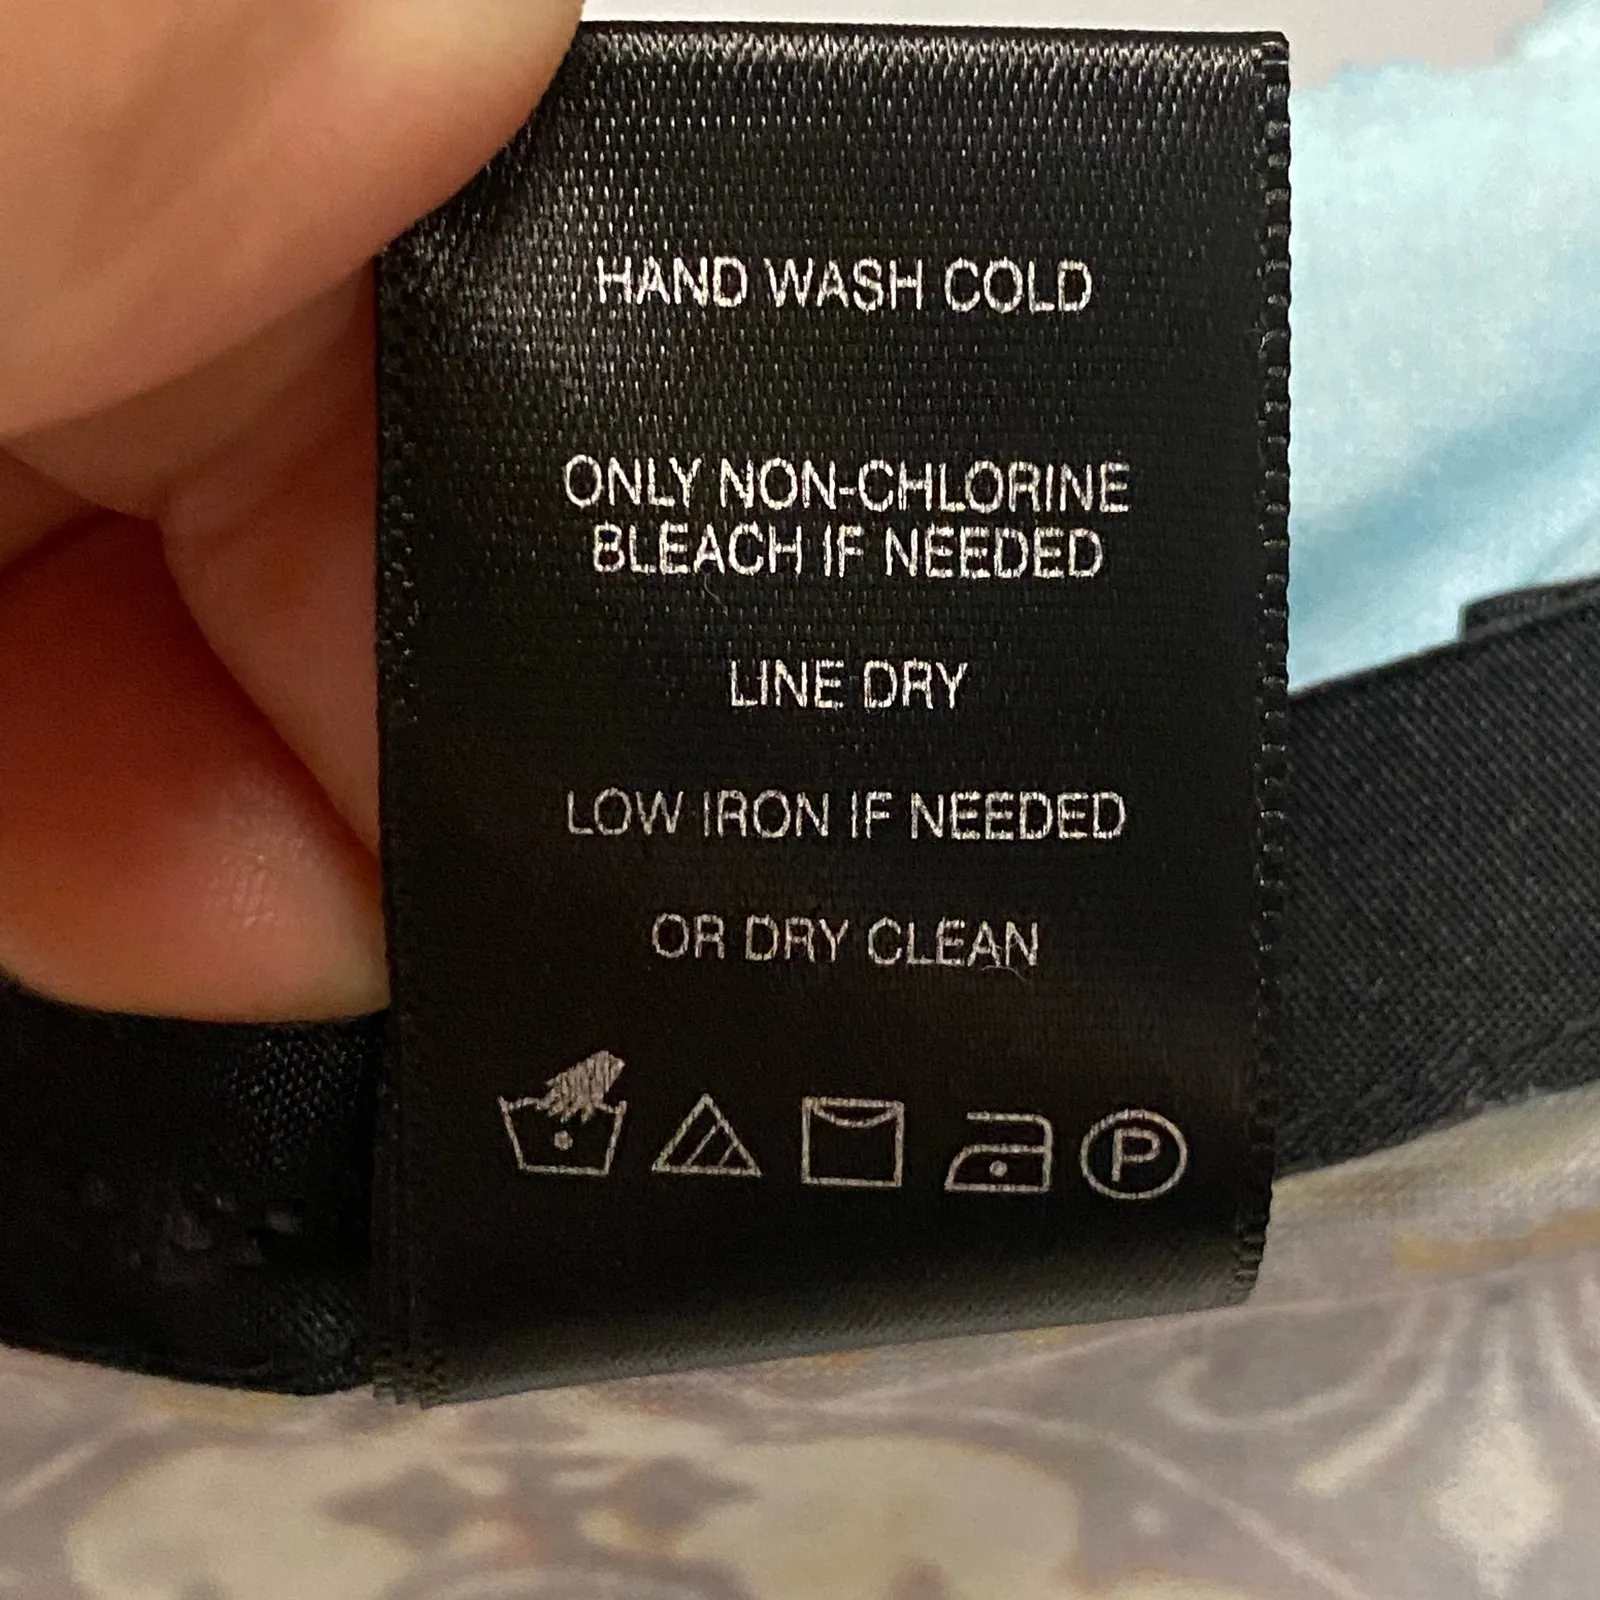 HAND WASH COLD
ONLY NON-CHLORINE
BLEACH IF NEEDED
LINE DRY
LOW IRON IF NEEDED
OR DRY CLEAN
P